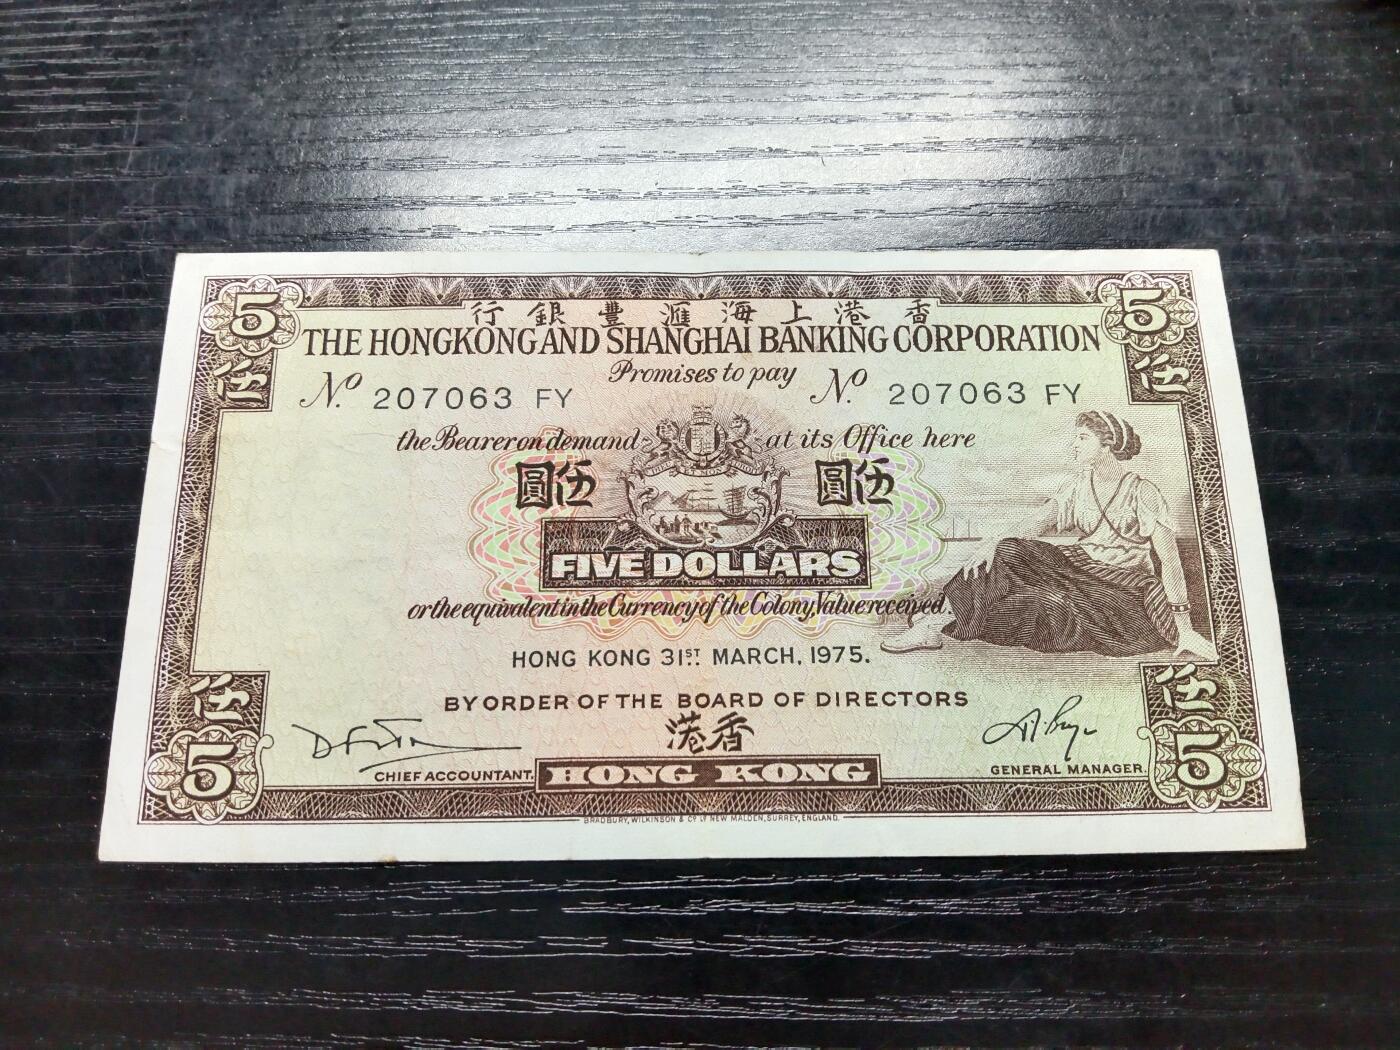 5 行銀豐滙海上港香 5
伍 THE HONGKONG AND SHANGHAI BANKING CORPORATION 伍
Promises to pay
No. 207063 FY No. 207063 FY
the Bearer on demand at its Office here
圓伍 圓伍
FIVE DOLLARS
or the equivalent in the Currency of the Colony, Value received.
HONG KONG 31ST MARCH, 1975.
伍 BY ORDER OF THE BOARD OF DIRECTORS 伍
港香
5 CHIEF ACCOUNTANT. HONG KONG GENERAL MANAGER. 5
BRADBURY, WILKINSON & Co. Ld. NEW MALDEN, SURREY, ENGLAND.